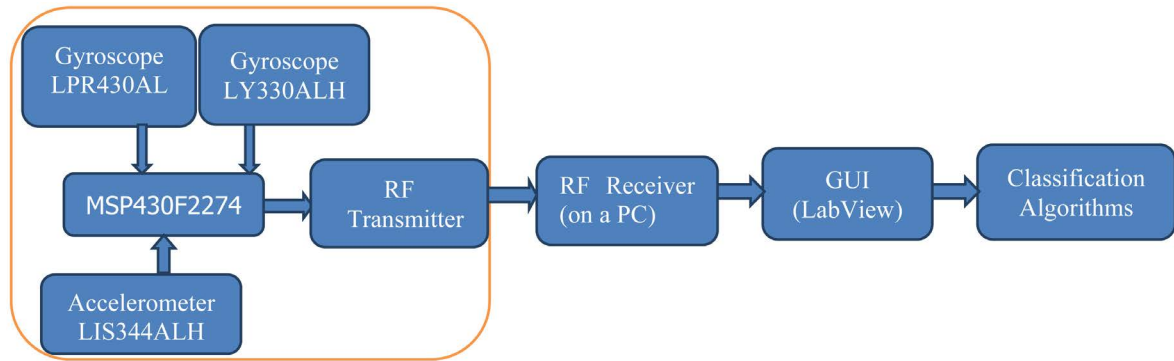 Gyroscope
LPR430AL
Gyroscope
LY330ALH
MSP430F2274
RF
Transmitter
Accelerometer
LIS344ALH
RF Receiver
(on a PC)
GUI
(LabView)
Classification
Algorithms